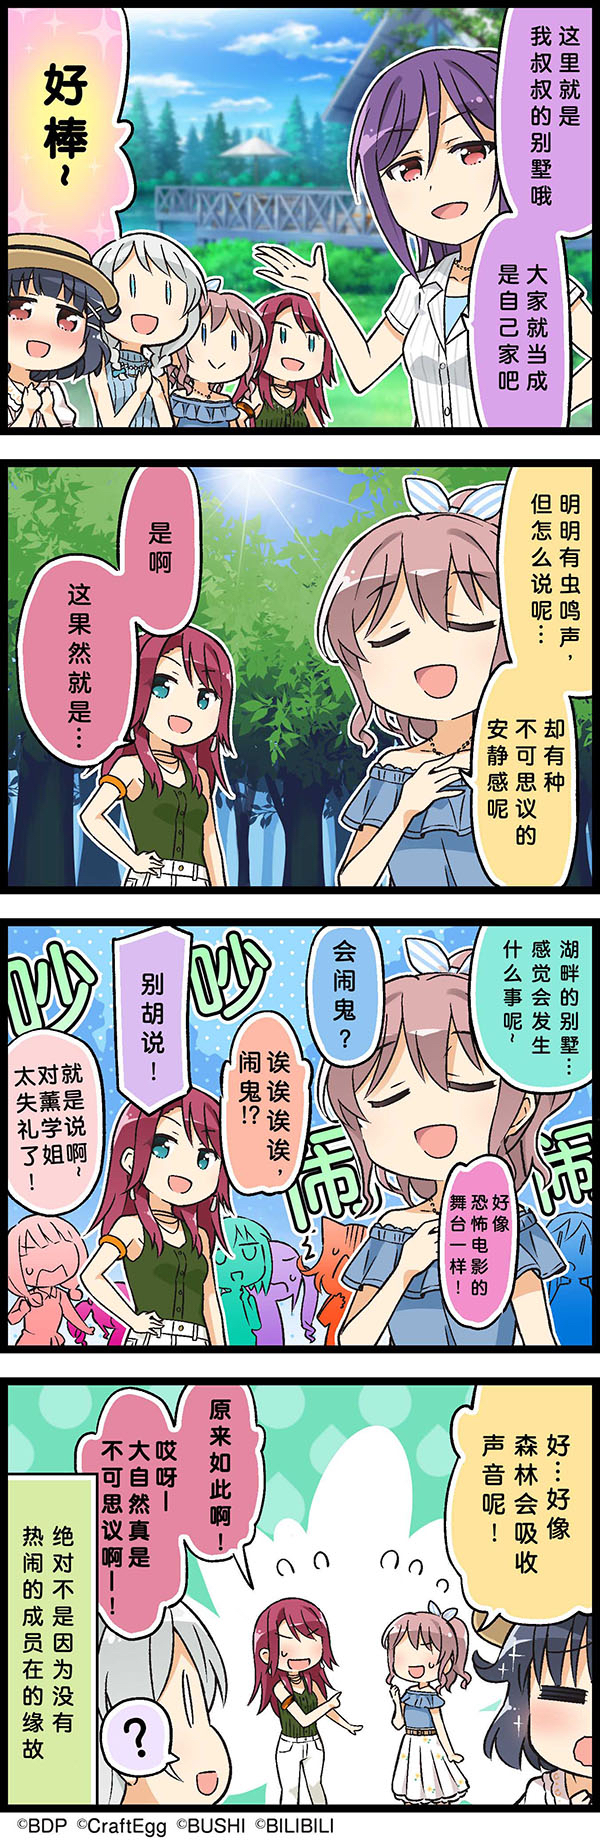 这里就是
我叔叔的别墅哦
大家就当成
是自己家吧
好棒~
明明有虫鸣声，
但怎么说呢…
却有种
不可思议的
安静感呢
是啊
这果然就是…
湖畔的别墅…
感觉会发生
什么事呢~
会闹鬼？
好像
恐怖电影的
舞台一样！
诶诶诶诶，
闹鬼!?
别胡说！
就是说啊~
对薰学姐
太失礼了！
吵
吵
闹
闹
好…好像
森林会吸收
声音呢！
原来如此啊！
哎呀—
大自然真是
不可思议啊—！
?
绝对不是因为没有
热闹的成员在的缘故
©BDP ©CraftEgg ©BUSHI ©BILIBILI